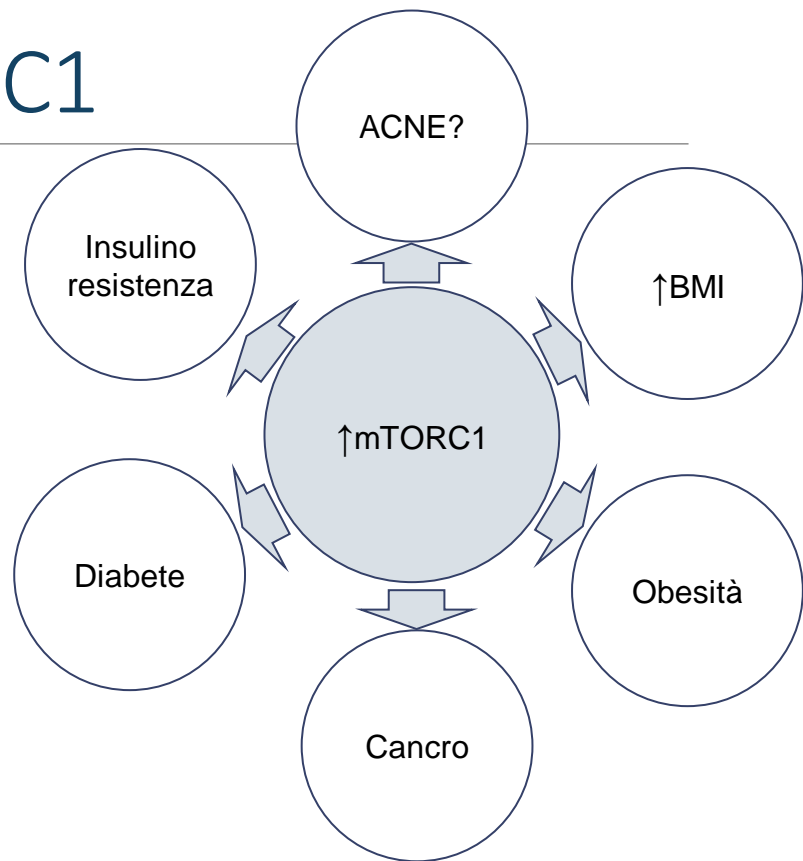 C1
ACNE?
Insulino
resistenza
↑BMI
↑mTORC1
Diabete
Obesità
Cancro